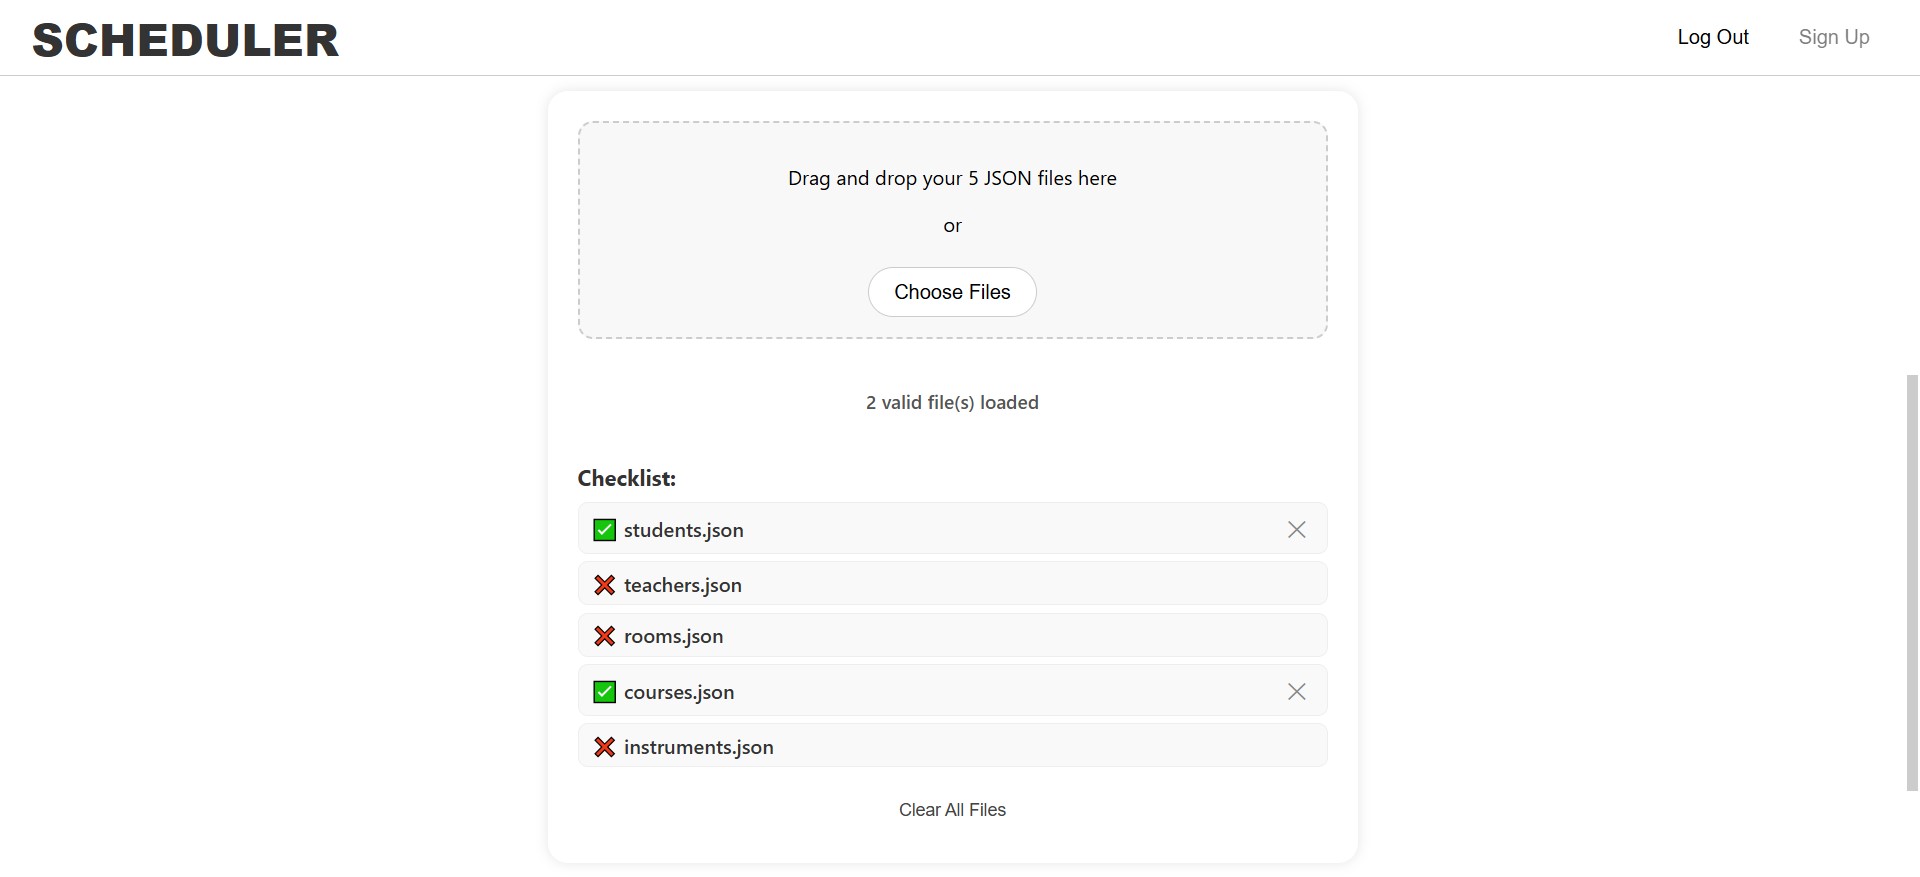 SCHEDULER
Log Out
Sign Up
Drag and drop your 5 JSON files here
or
Choose Files
2 valid file(s) loaded
Checklist:
students.json
teachers.json
rooms.json
courses.json
instruments.json
Clear All Files